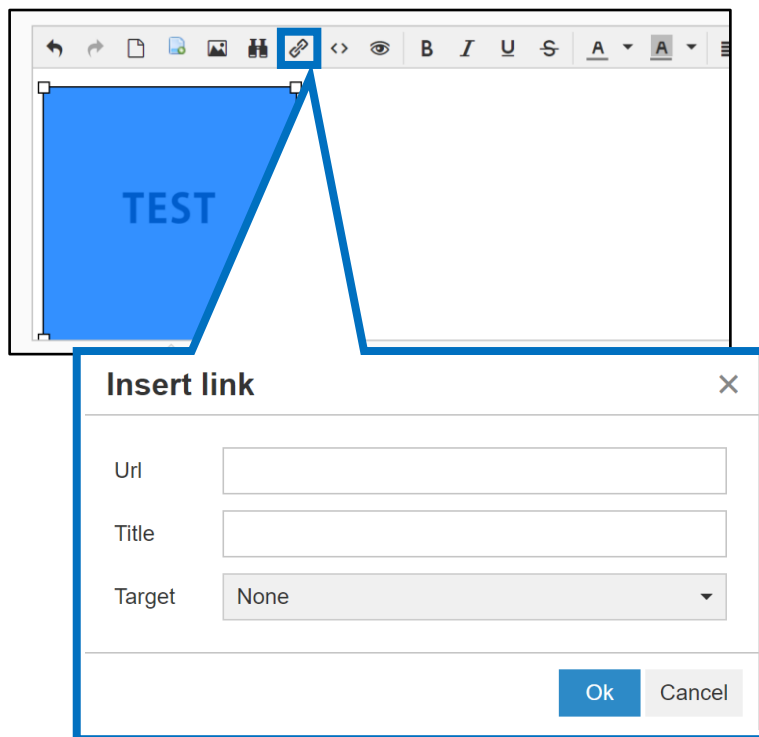 B I U S A A
TEST
Insert link ×
Url
Title
Target None
Ok Cancel